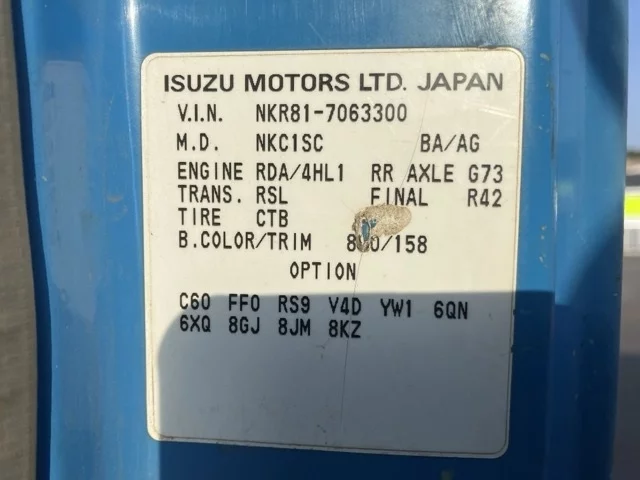 ISUZU MOTORS LTD. JAPAN
V.I.N. NKR81-7063300
M.D. NKC1SC BA/AG
ENGINE RDA/4HL1 RR AXLE G73
TRANS. RSL FINAL R42
TIRE CTB
B.COLOR/TRIM /158
OPTION
C60 FF0 RS9 V4D YW1 6QN
6XQ 8GJ 8JM 8KZ